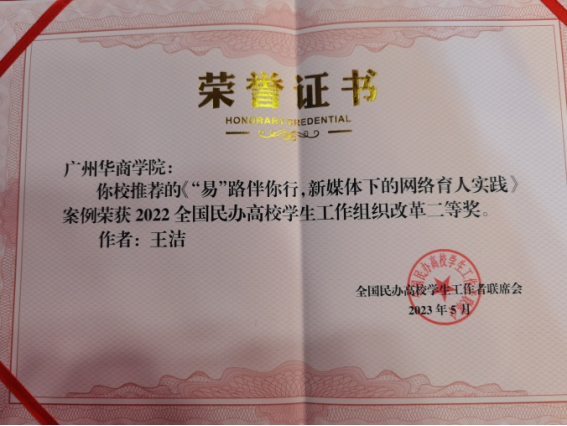 荣誉证书
HONORARY CREDENTIAL
广州华商学院：
你校推荐的《“易”路伴你行，新媒体下的网络育人实践》
案例荣获 2022 全国民办高校学生工作组织改革二等奖。
作者：王洁
全国民办高校学生工作者联席会
2023 年 5 月